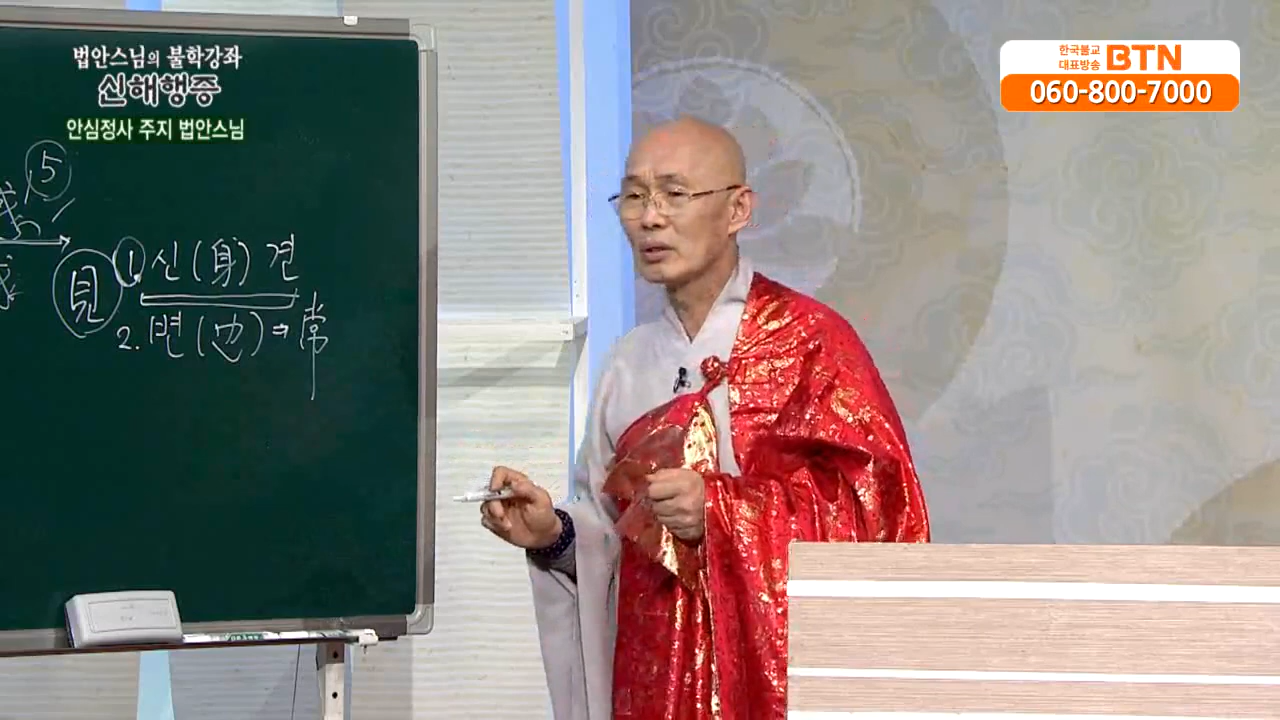 법안스님의 불학강좌
신해행증
안심정사 주지 법안스님
한국불교
대표방송 BTN
060-800-7000
5
見 1. 신(身)견
2. 변( ) → 常